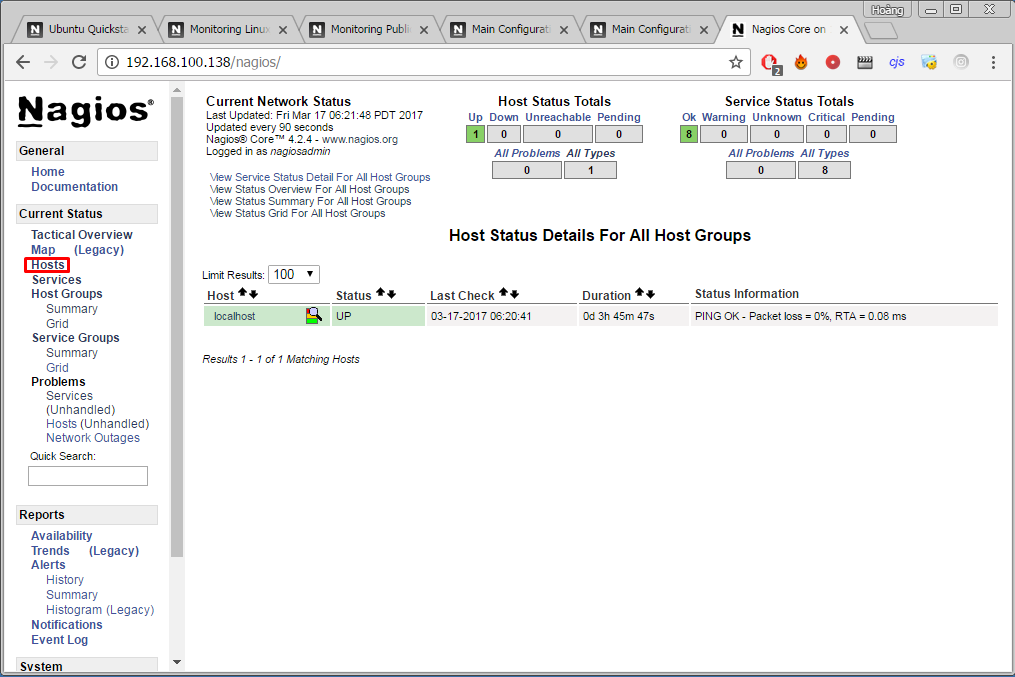 Hoàng
Ubuntu Quicksta
Monitoring Linux
Monitoring Publi
Main Configurat
Main Configurat
Nagios Core on
192.168.100.138/nagios/
2
cjs
Nagios®
General
Home
Documentation
Current Status
Tactical Overview
Map (Legacy)
Hosts
Services
Host Groups
Summary
Grid
Service Groups
Summary
Grid
Problems
Services
(Unhandled)
Hosts (Unhandled)
Network Outages
Quick Search:
Reports
Availability
Trends (Legacy)
Alerts
History
Summary
Histogram (Legacy)
Notifications
Event Log
System
Current Network Status
Last Updated: Fri Mar 17 06:21:48 PDT 2017
Updated every 90 seconds
Nagios® Core™ 4.2.4 - www.nagios.org
Logged in as nagiosadmin
View Service Status Detail For All Host Groups
View Status Overview For All Host Groups
View Status Summary For All Host Groups
View Status Grid For All Host Groups
Host Status Totals
Up Down Unreachable Pending
1 0 0 0
All Problems All Types
0 1
Service Status Totals
Ok Warning Unknown Critical Pending
8 0 0 0 0
All Problems All Types
0 8
Host Status Details For All Host Groups
Limit Results: 100
Host Status Last Check Duration Status Information
localhost UP 03-17-2017 06:20:41 0d 3h 45m 47s PING OK - Packet loss = 0%, RTA = 0.08 ms
Results 1 - 1 of 1 Matching Hosts